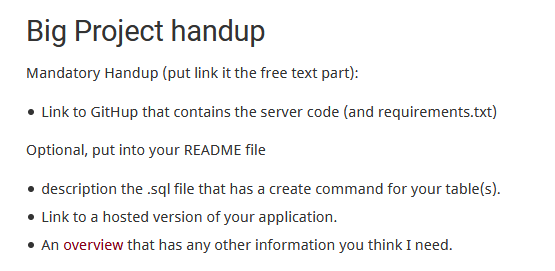 Big Project handup
Mandatory Handup (put link it the free text part):
• Link to GitHup that contains the server code (and requirements.txt)
Optional, put into your README file
• description the .sql file that has a create command for your table(s).
• Link to a hosted version of your application.
• An overview that has any other information you think I need.